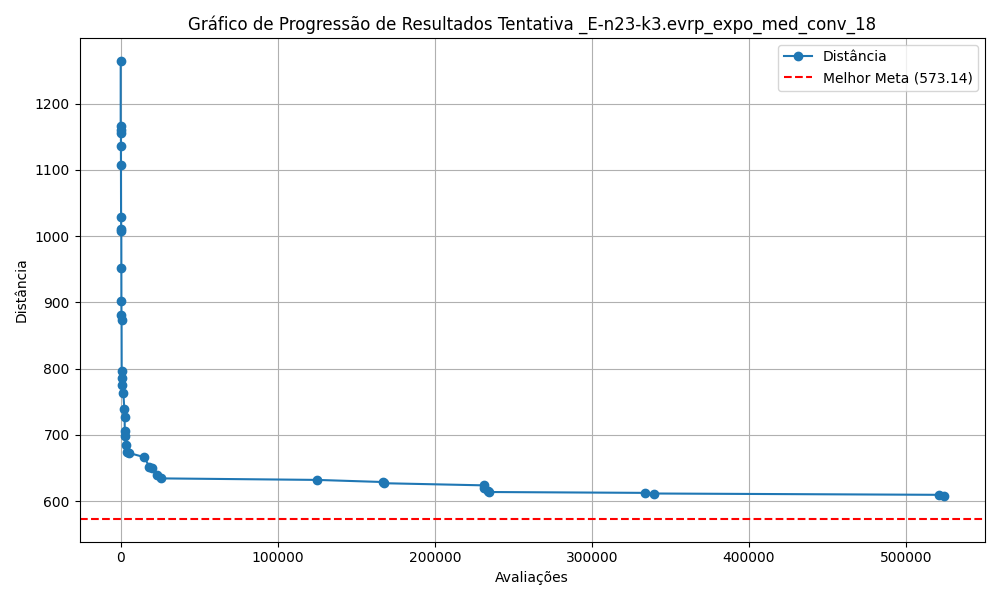 Gráfico de Progressão de Resultados Tentativa _E-n23-k3.evrp_expo_med_conv_18
Distância
Melhor Meta (573.14)
1200
1100
1000
900
800
700
600
Distância
0
100000
200000
300000
400000
500000
Avaliações